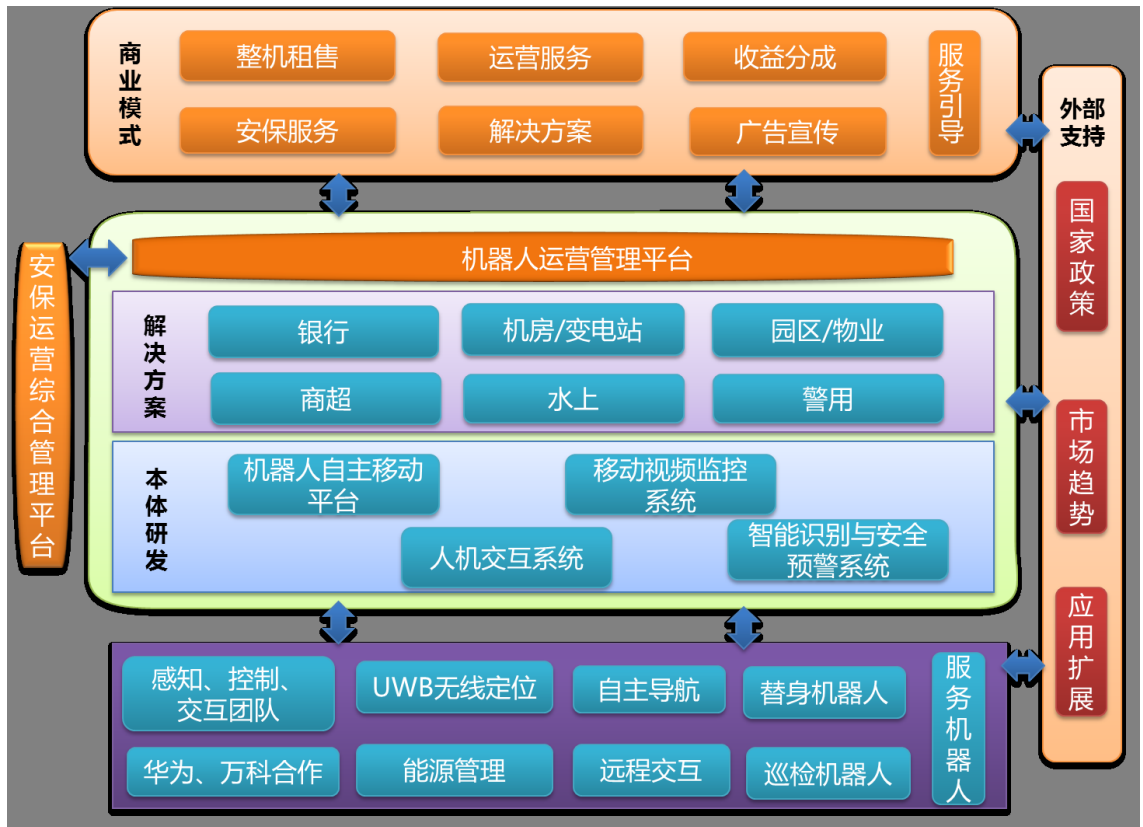 商业模式
整机租售
运营服务
收益分成
安保服务
解决方案
广告宣传
服务引导
外部
支持
国家政策
市场趋势
应用扩展
安保运营综合管理平台
机器人运营管理平台
解决方案
银行
机房/变电站
园区/物业
商超
水上
警用
本体研发
机器人自主移动
平台
移动视频监控
系统
人机交互系统
智能识别与安全
预警系统
感知、控制、
交互团队
UWB无线定位
自主导航
替身机器人
华为、万科合作
能源管理
远程交互
巡检机器人
服务机器人